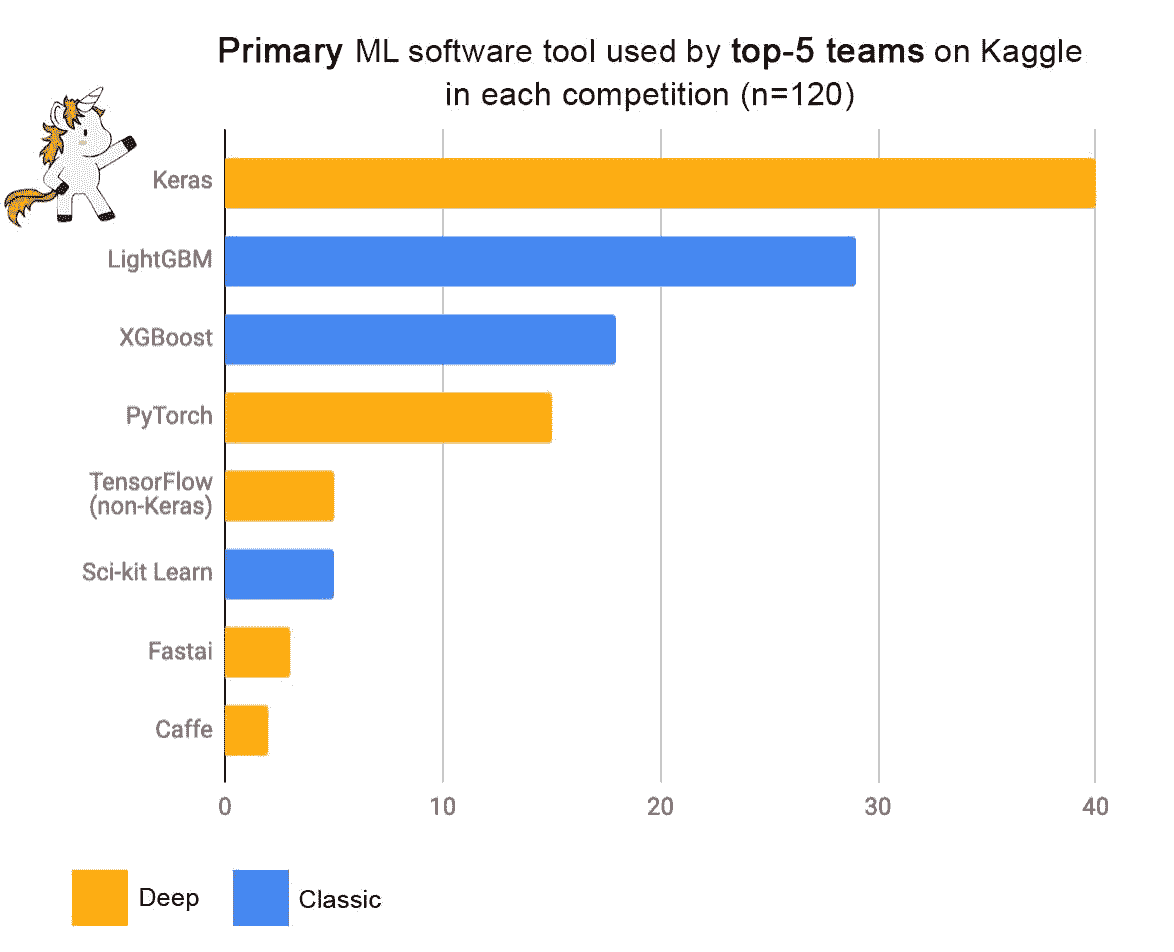 Primary ML software tool used by top-5 teams on Kaggle
in each competition (n=120)
Keras
LightGBM
XGBoost
PyTorch
TensorFlow
(non-Keras)
Sci-kit Learn
Fastai
Caffe
0 10 20 30 40
Deep Classic